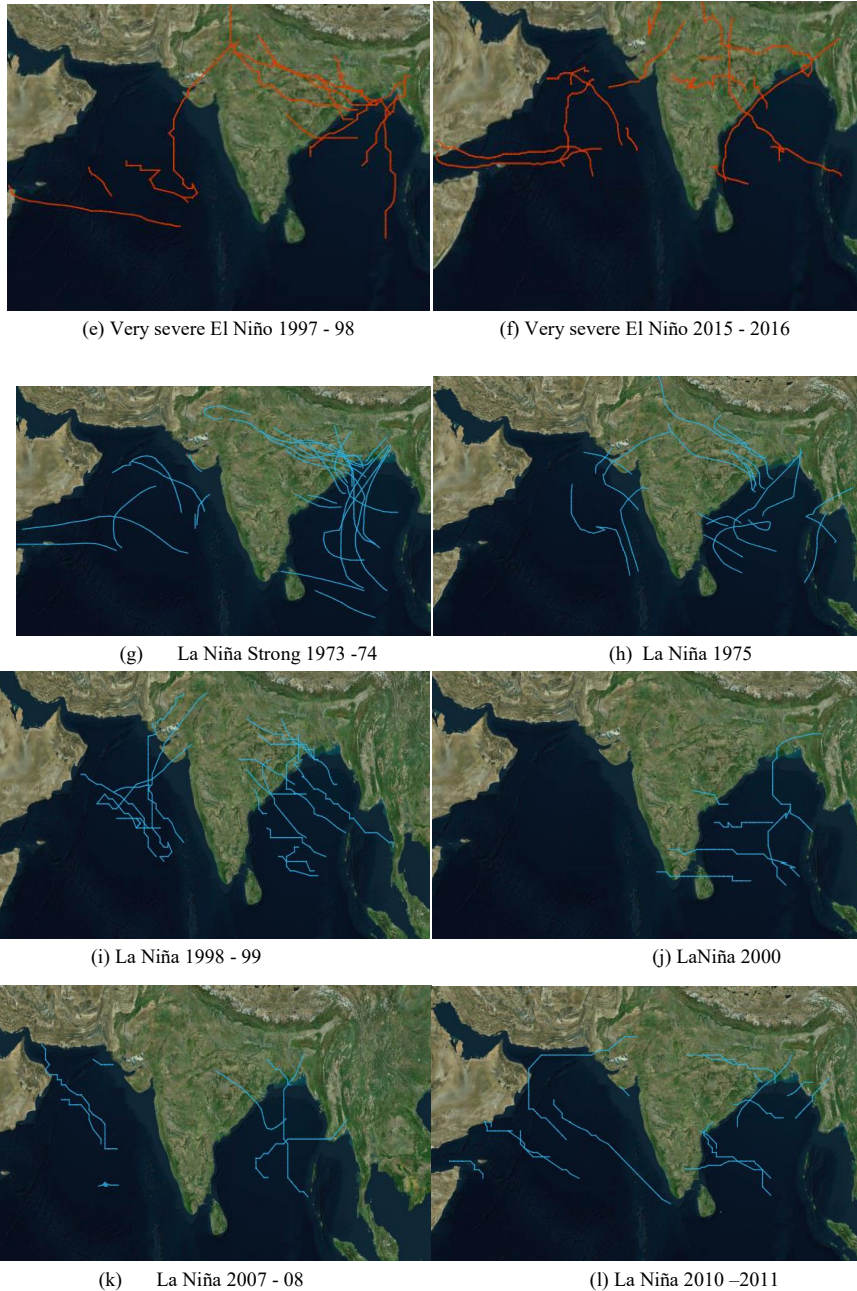 (e) Very severe El Niño 1997 - 98
(f) Very severe El Niño 2015 - 2016
(g) La Niña Strong 1973 -74
(h) La Niña 1975
(i) La Niña 1998 - 99
(j) LaNiña 2000
(k) La Niña 2007 - 08
(l) La Niña 2010 –2011